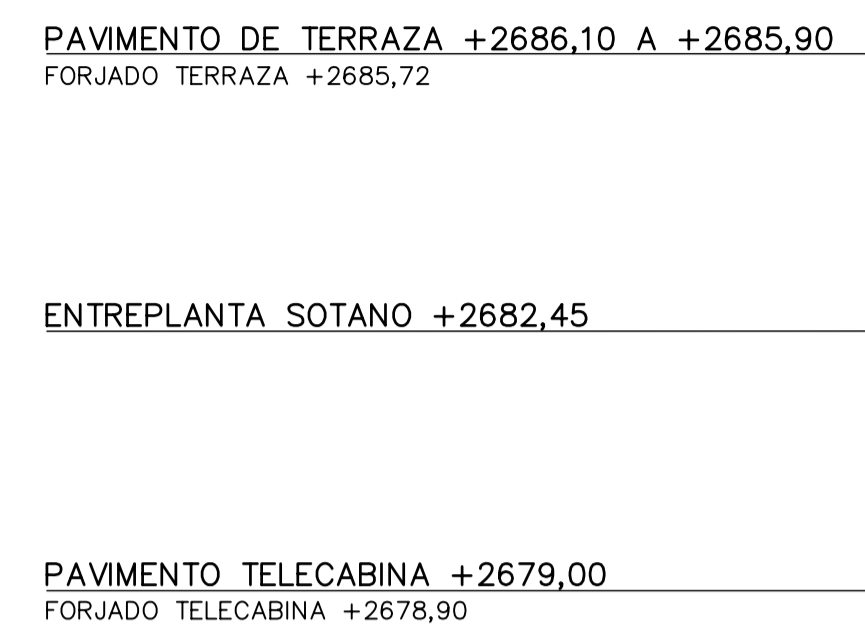 PAVIMENTO DE TERRAZA +2686,10 A +2685,90
FORJADO TERRAZA +2685,72
ENTREPLANTA SOTANO +2682,45
PAVIMENTO TELECABINA +2679,00
FORJADO TELECABINA +2678,90